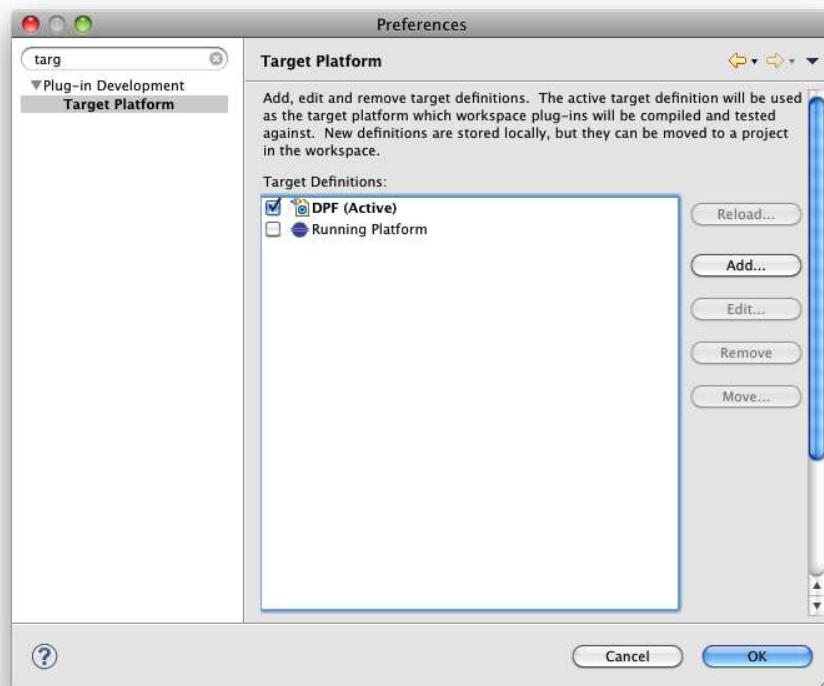 Preferences
targ
Plug-in Development
Target Platform
Target Platform
Add, edit and remove target definitions. The active target definition will be used
as the target platform which workspace plug-ins will be compiled and tested
against. New definitions are stored locally, but they can be moved to a project
in the workspace.
Target Definitions:
DPF (Active)
Running Platform
Reload...
Add...
Edit...
Remove
Move...
?
Cancel
OK